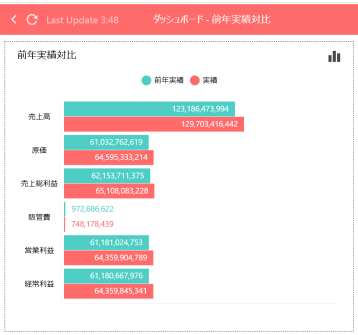 Last Update 3:48 ダッシュボード - 前年実績対比
前年実績対比
前年実績 実績
売上高 123,186,473,994
129,703,416,442
原価 61,032,762,619
64,595,333,214
売上総利益 62,153,711,375
65,108,083,228
販管費 972,686,622
748,178,439
営業利益 61,181,024,753
64,359,904,789
経常利益 61,180,667,976
64,359,845,341